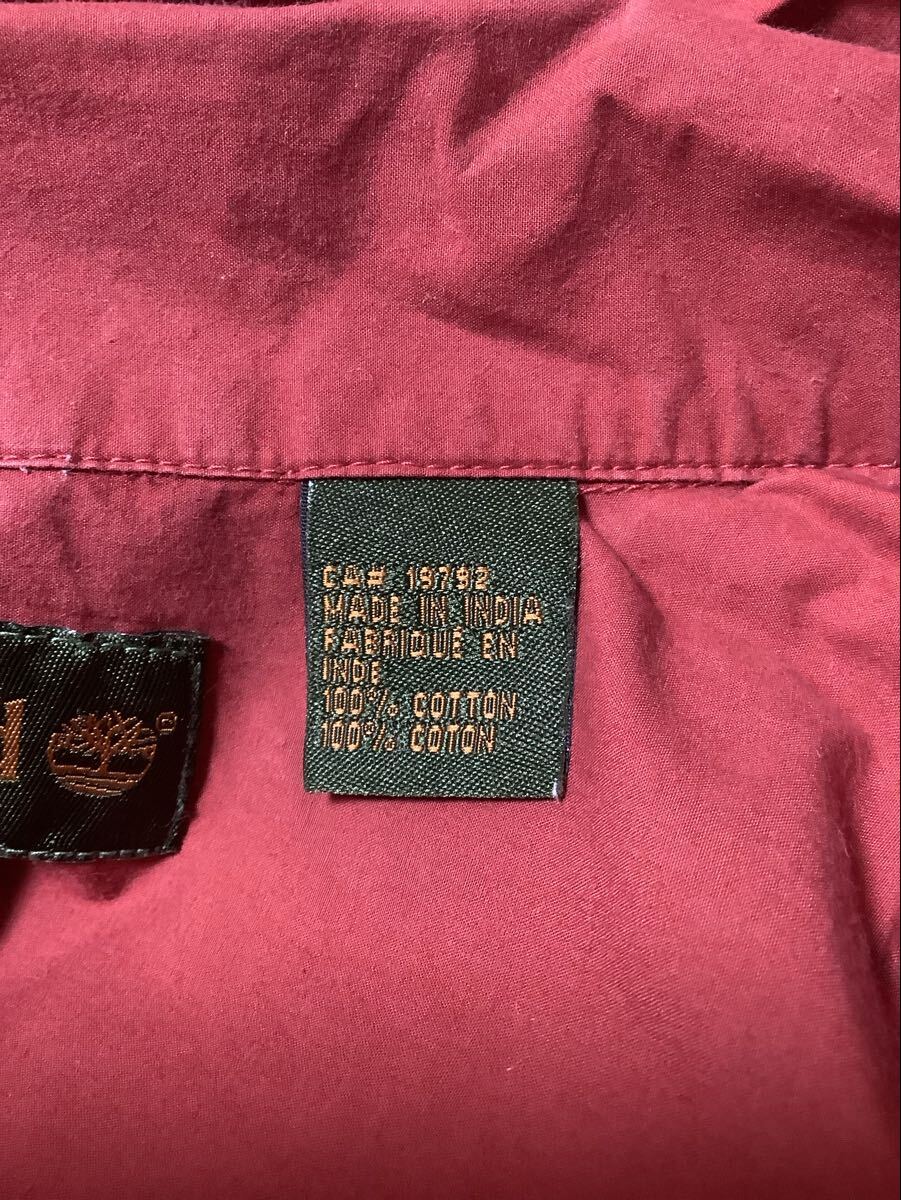 CA# 19792
MADE IN INDIA
FABRIQUE EN
INDE
100% COTTON
100% COTON
d ®